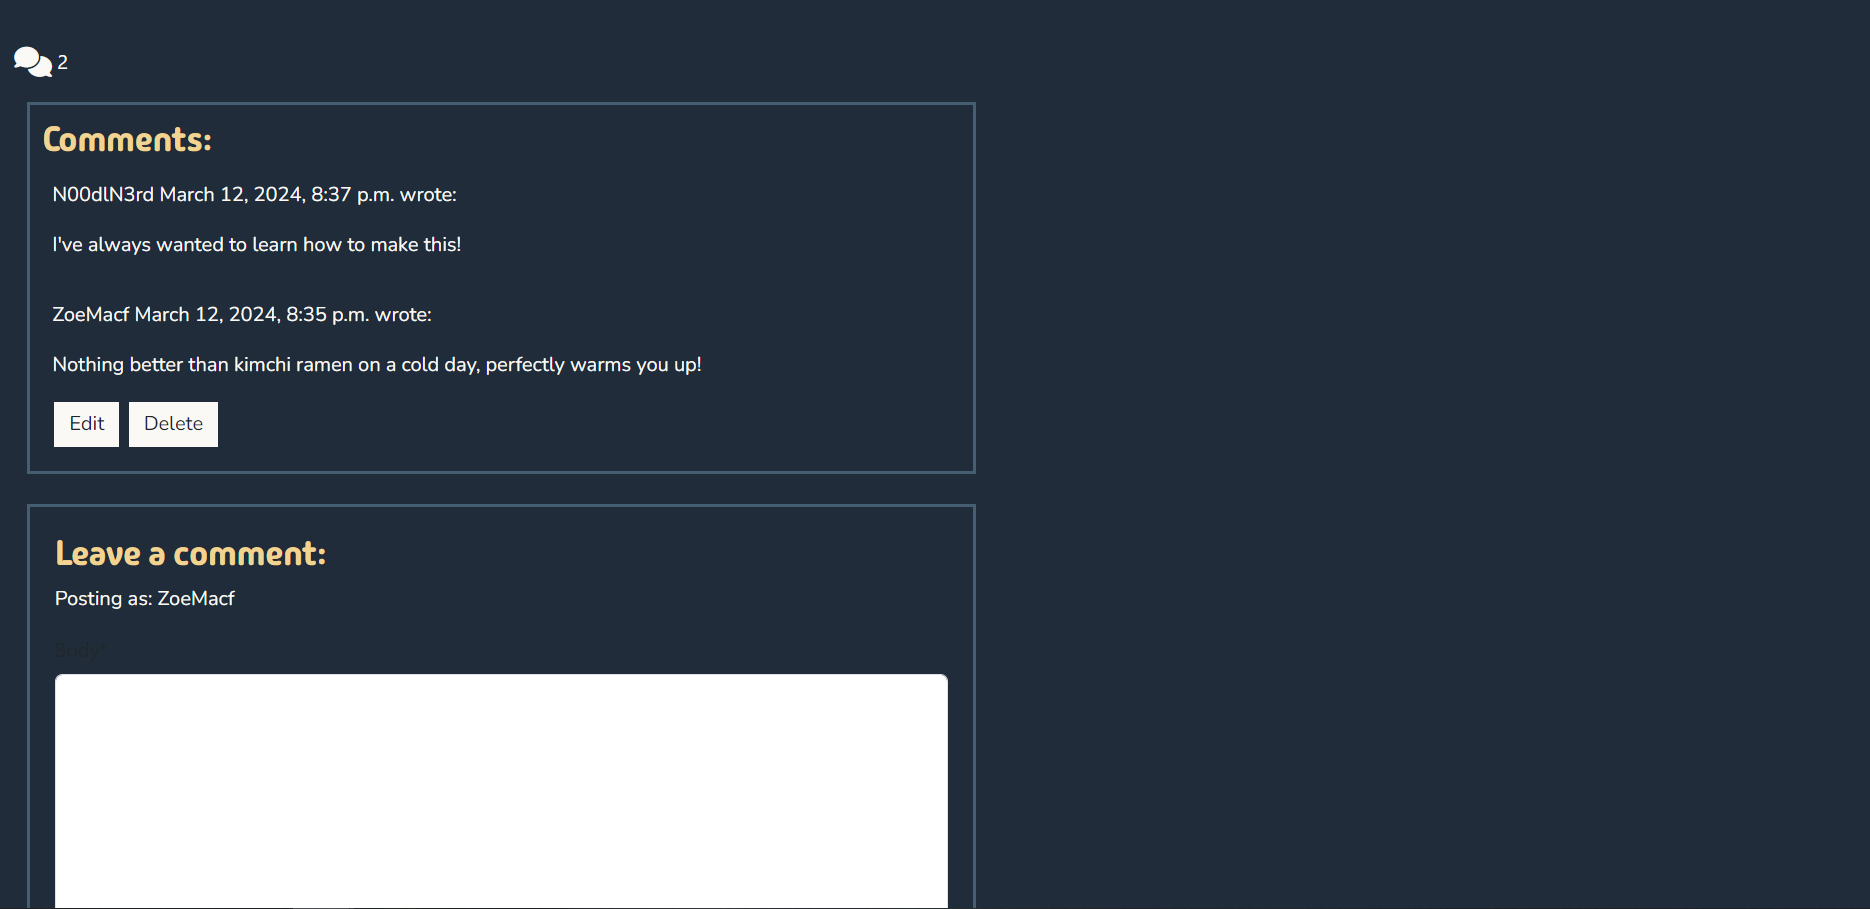 2
Comments:
N00dlN3rd March 12, 2024, 8:37 p.m. wrote:
I've always wanted to learn how to make this!
ZoeMacf March 12, 2024, 8:35 p.m. wrote:
Nothing better than kimchi ramen on a cold day, perfectly warms you up!
Edit Delete
Leave a comment:
Posting as: ZoeMacf
Body*